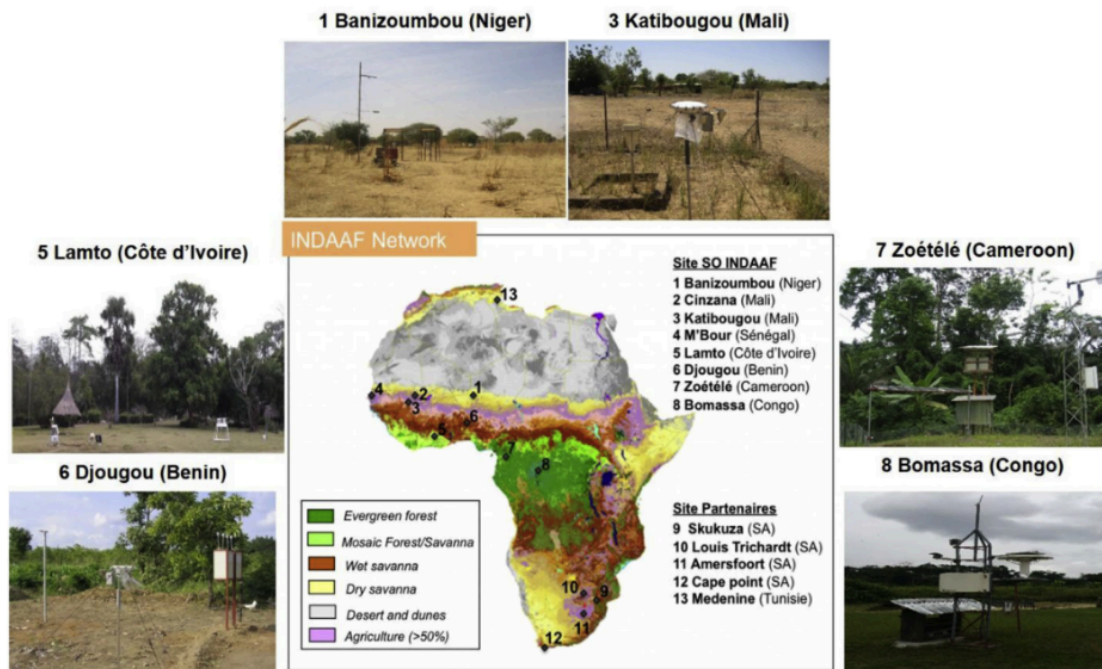 1 Banizoumbou (Niger)
3 Katibougou (Mali)
INDAAF Network
5 Lamto (Côte d'Ivoire)
7 Zoétélé (Cameroon)
6 Djougou (Benin)
8 Bomassa (Congo)
13
4
2
3
1
6
5
7
8
10
9
11
12
Site SO INDAAF
1 Banizoumbou (Niger)
2 Cinzana (Mali)
3 Katibougou (Mali)
4 M'Bour (Sénégal)
5 Lamto (Côte d'Ivoire)
6 Djougou (Benin)
7 Zoétélé (Cameroon)
8 Bomassa (Congo)
Evergreen forest
Mosaic Forest/Savanna
Wet savanna
Dry savanna
Desert and dunes
Agriculture (>50%)
Site Partenaires
9 Skukuza (SA)
10 Louis Trichardt (SA)
11 Amersfoort (SA)
12 Cape point (SA)
13 Medenine (Tunisie)